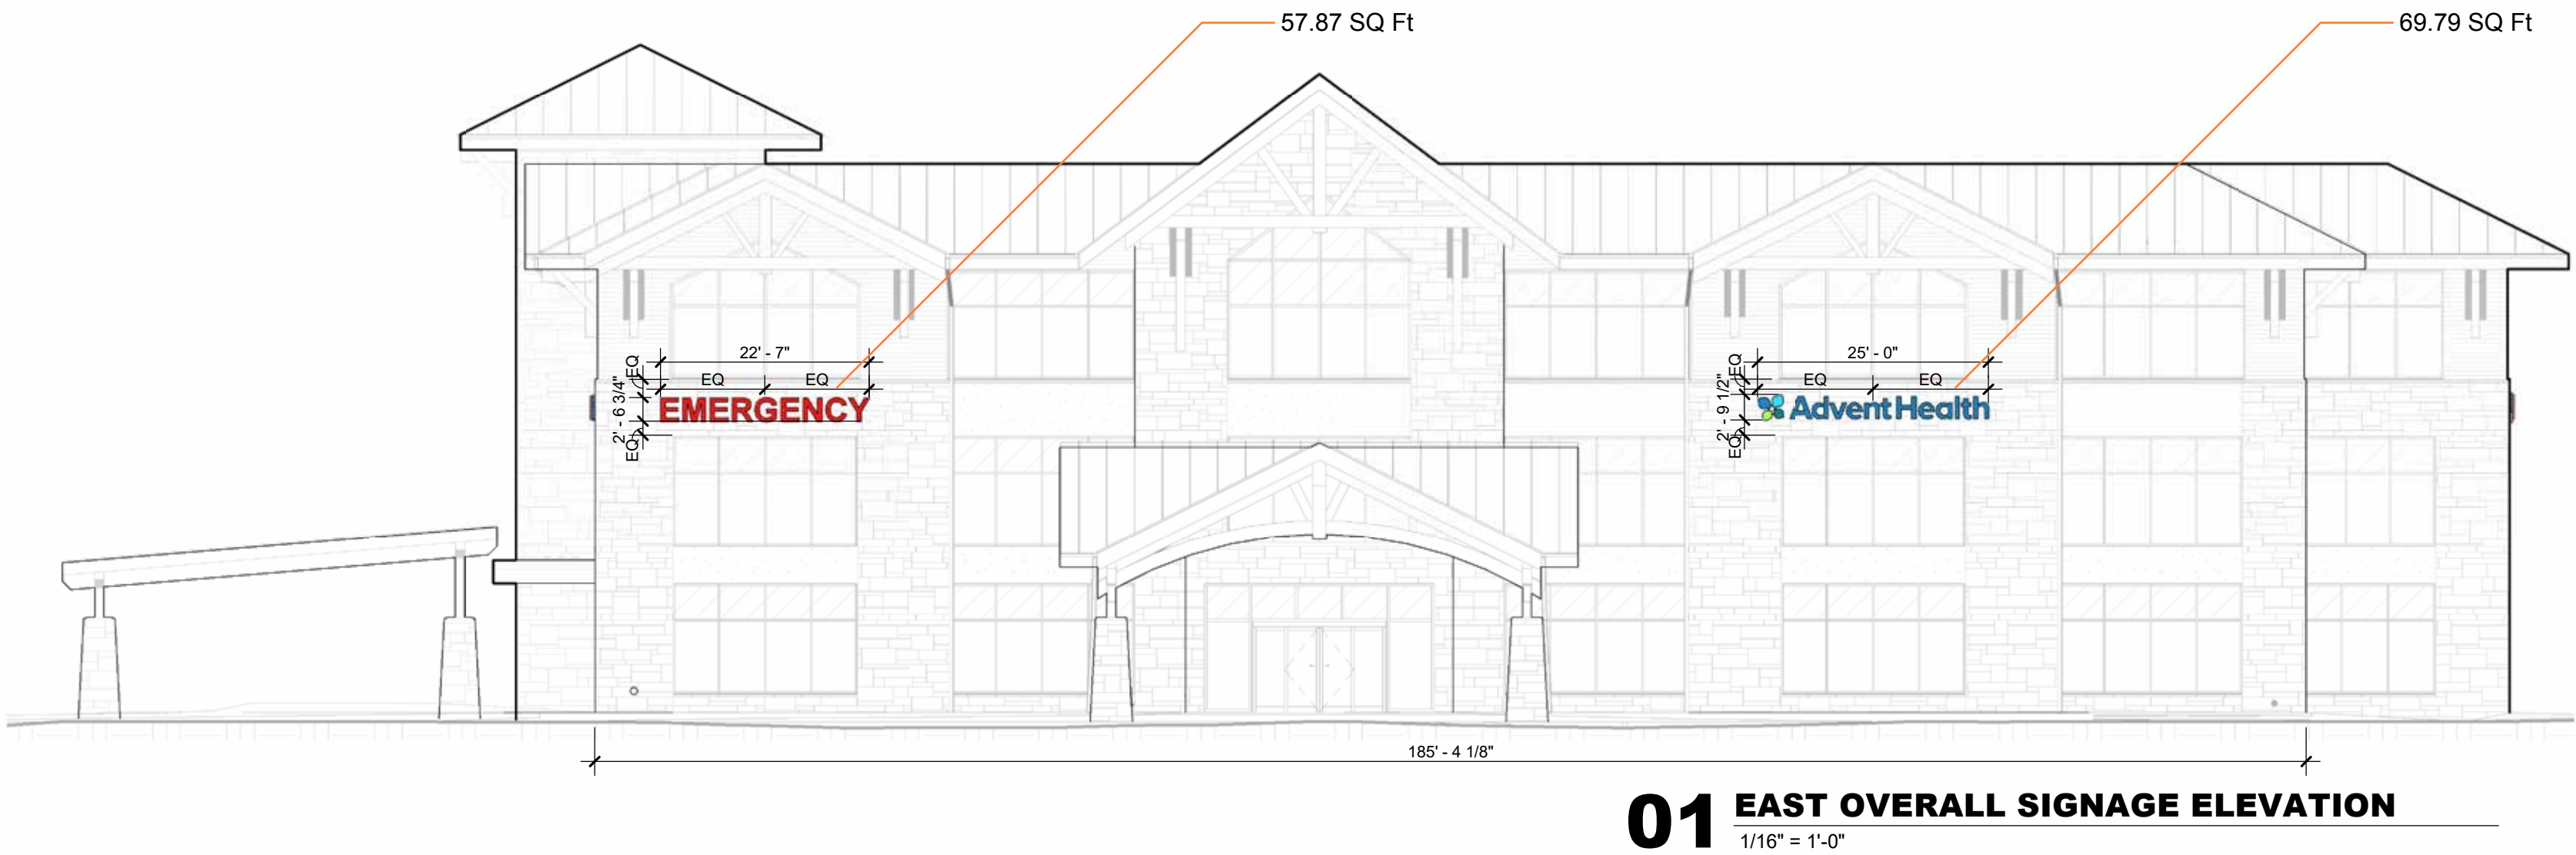 57.87 SQ Ft
69.79 SQ Ft
22' - 7"
EQ EQ
EQ
2' - 6 3/4"
EQ
EMERGENCY
25' - 0"
EQ EQ
EQ
2' - 9 1/2"
EQ
AdventHealth
185' - 4 1/8"
01 EAST OVERALL SIGNAGE ELEVATION
1/16" = 1'-0"